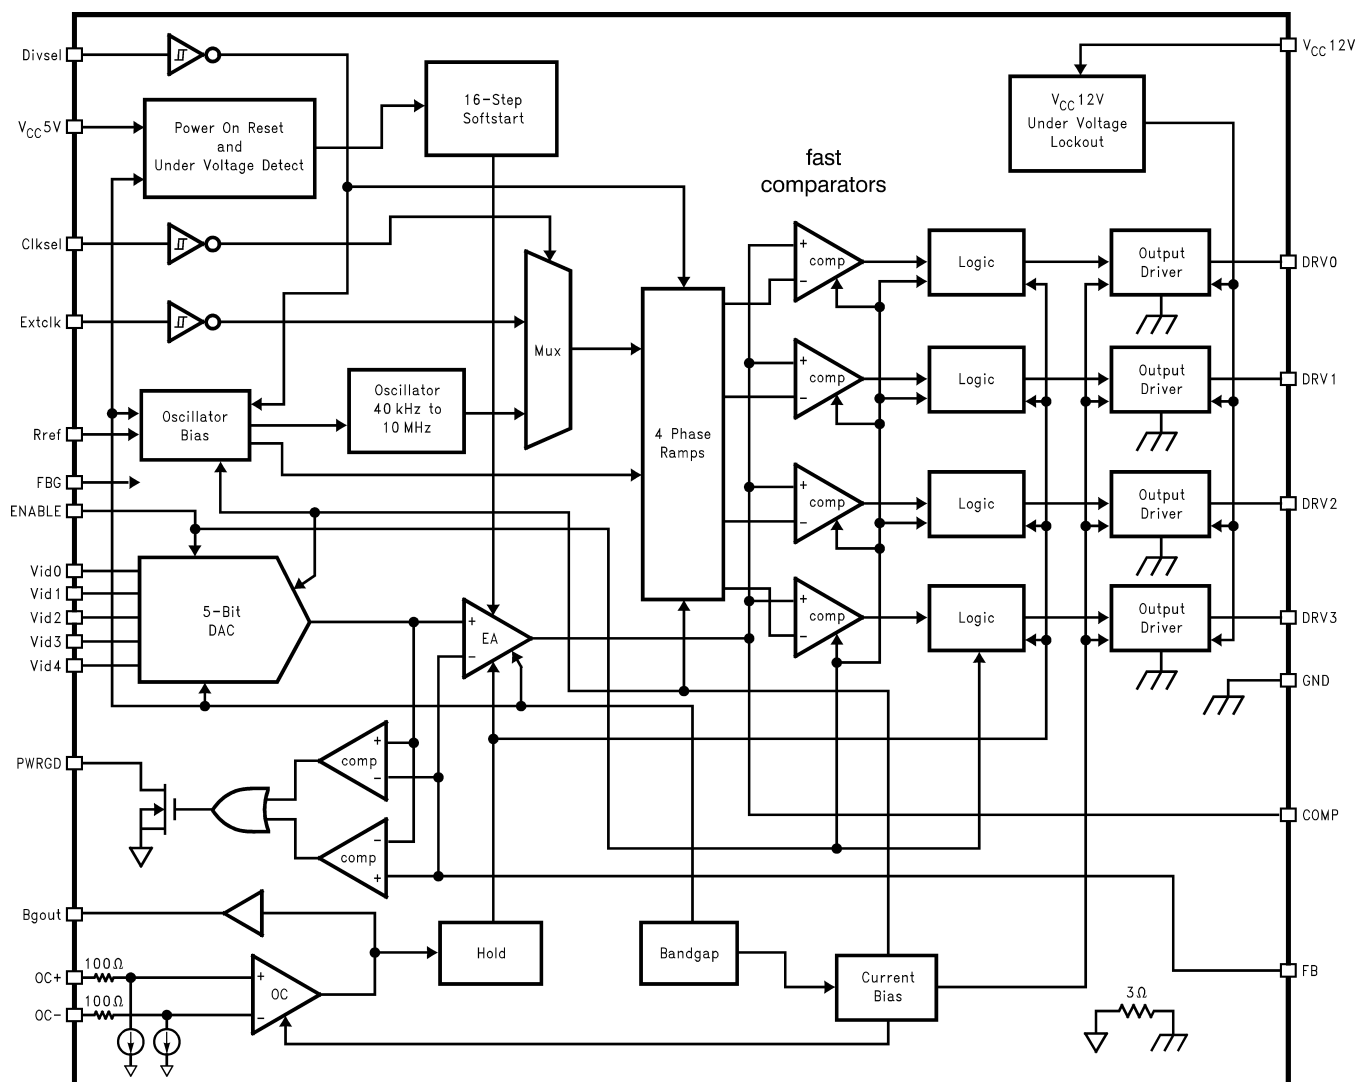 Divsel
VCC12V
16-Step
Softstart
VCC12V
Under Voltage
Lockout
VCC5V
Power On Reset
and
Under Voltage Detect
fast
comparators
Clksel
+
comp
−
Logic
Output
Driver
DRV0
Extclk
Mux
+
comp
−
Logic
Output
Driver
DRV1
Oscillator
Bias
Oscillator
40 kHz to
10 MHz
Rref
4 Phase
Ramps
FBG
ENABLE
+
comp
−
Logic
Output
Driver
DRV2
Vid0
Vid1
Vid2
Vid3
Vid4
5-Bit
DAC
+
EA
−
+
comp
−
Logic
Output
Driver
DRV3
GND
PWRGD
+
comp
−
COMP
−
comp
+
Bgout
Hold
Bandgap
Current
Bias
FB
OC+
100Ω
OC-
100Ω
+
OC
−
3Ω